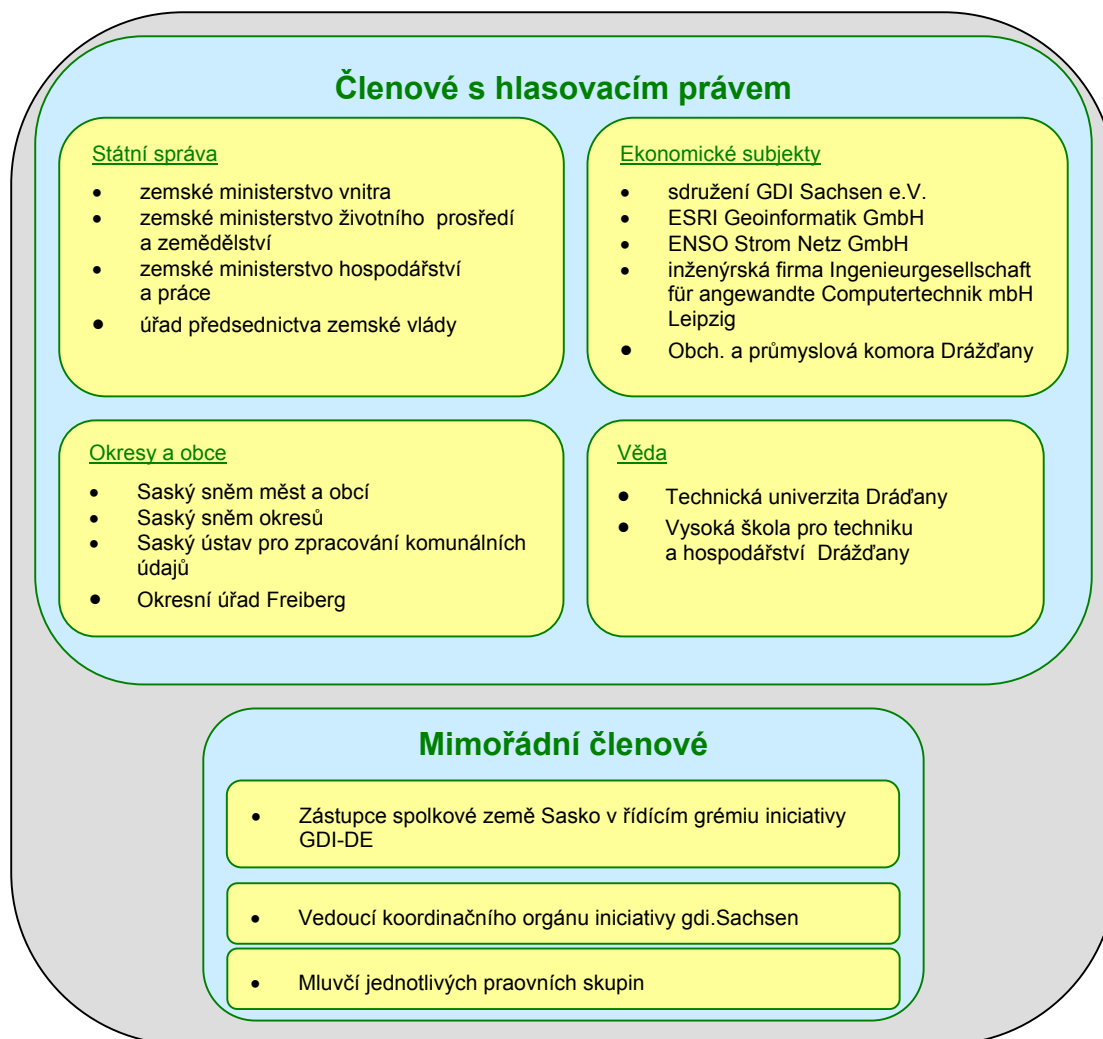 Členové s hlasovacím právem
Státní správa
• zemské ministerstvo vnitra
• zemské ministerstvo životního prosředí
a zemědělství
• zemské ministerstvo hospodářství
a práce
• úřad předsednictva zemské vlády
Ekonomické subjekty
• sdružení GDI Sachsen e.V.
• ESRI Geoinformatik GmbH
• ENSO Strom Netz GmbH
• inženýrská firma Ingenieurgesellschaft
für angewandte Computertechnik mbH
Leipzig
• Obch. a průmyslová komora Drážďany
Okresy a obce
• Saský sněm měst a obcí
• Saský sněm okresů
• Saský ústav pro zpracování komunálních
údajů
• Okresní úřad Freiberg
Věda
• Technická univerzita Dráďany
• Vysoká škola pro techniku
a hospodářství Drážďany
Mimořádní členové
• Zástupce spolkové země Sasko v řídícím grémiu iniciativy
GDI-DE
• Vedoucí koordinačního orgánu iniciativy gdi.Sachsen
• Mluvčí jednotlivých praovních skupin